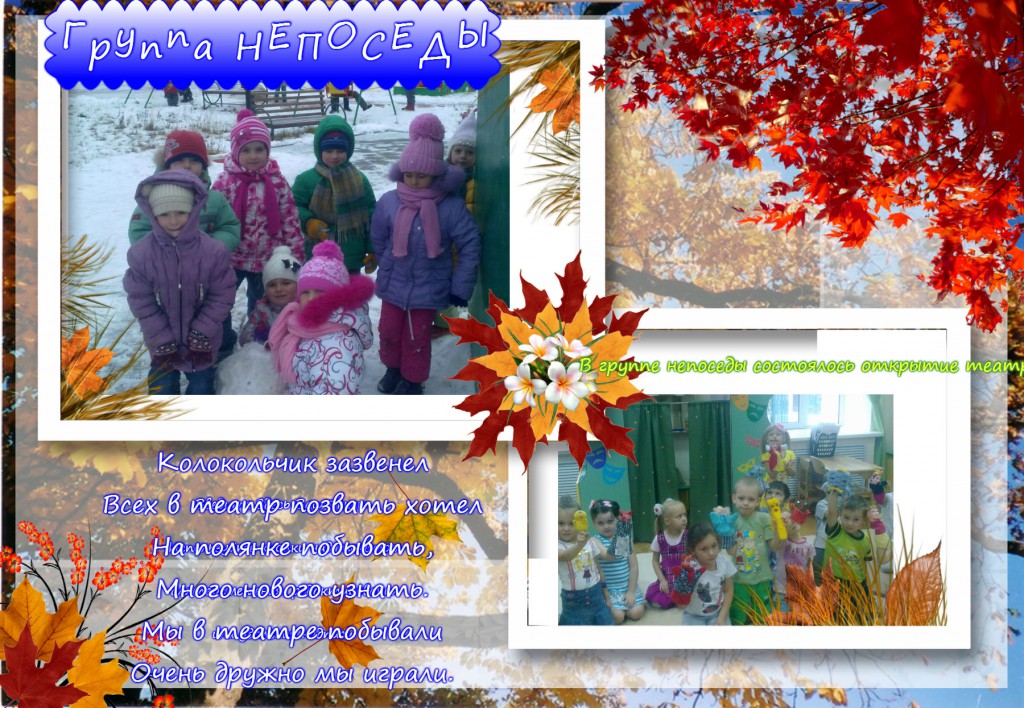 Группа НЕПОСЕДЫ
В группе непоседы состоялось открытие театр
Колокольчик зазвенел
Всех в театр позвать хотел
На полянке побывать,
Много нового узнать.
Мы в театре побывали
Очень дружно мы играли.